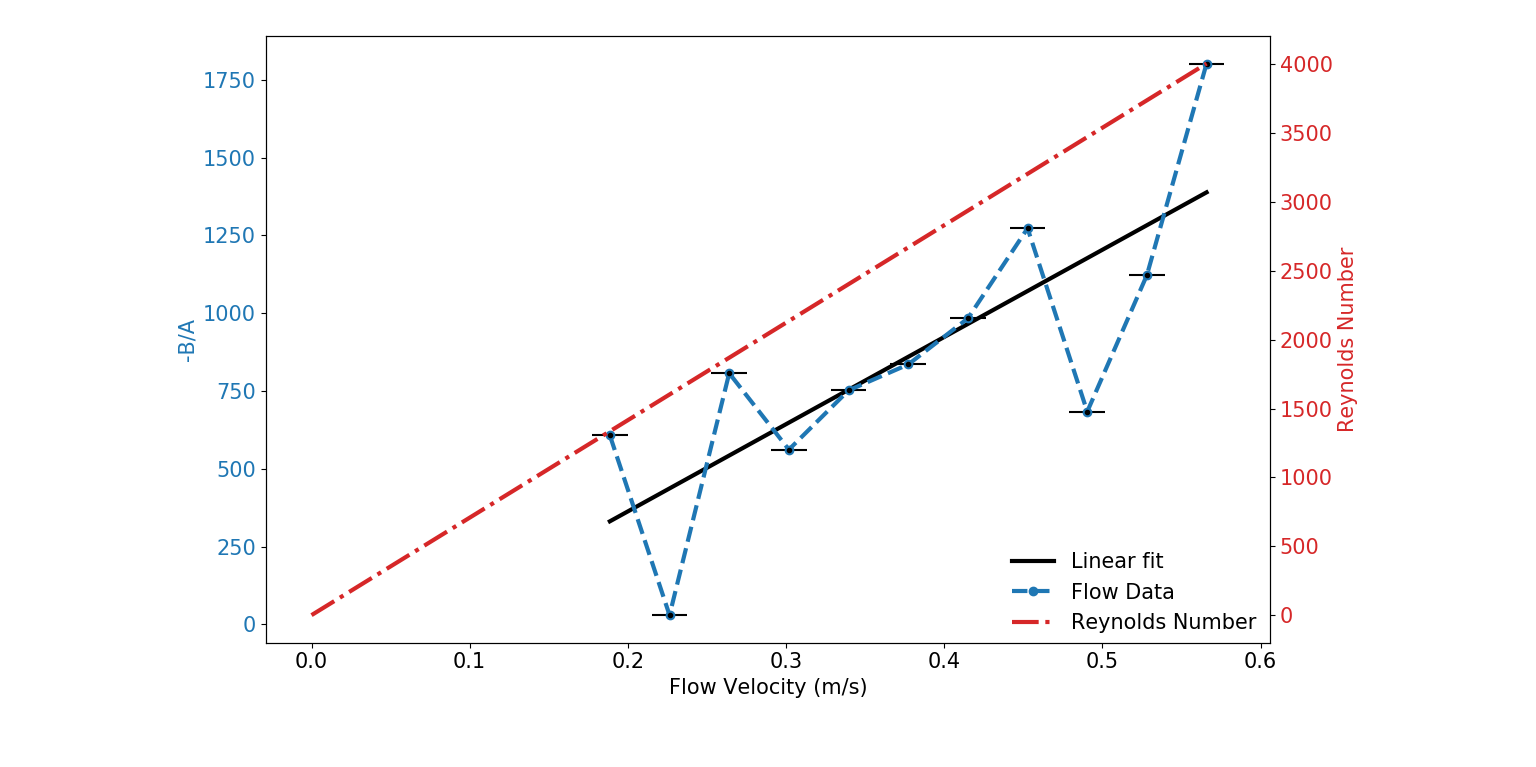 1750
1500
1250
1000
750
500
250
0
-B/A
4000
3500
3000
2500
2000
1500
1000
500
0
Reynolds Number
Linear fit
Flow Data
Reynolds Number
0.0 0.1 0.2 0.3 0.4 0.5 0.6
Flow Velocity (m/s)